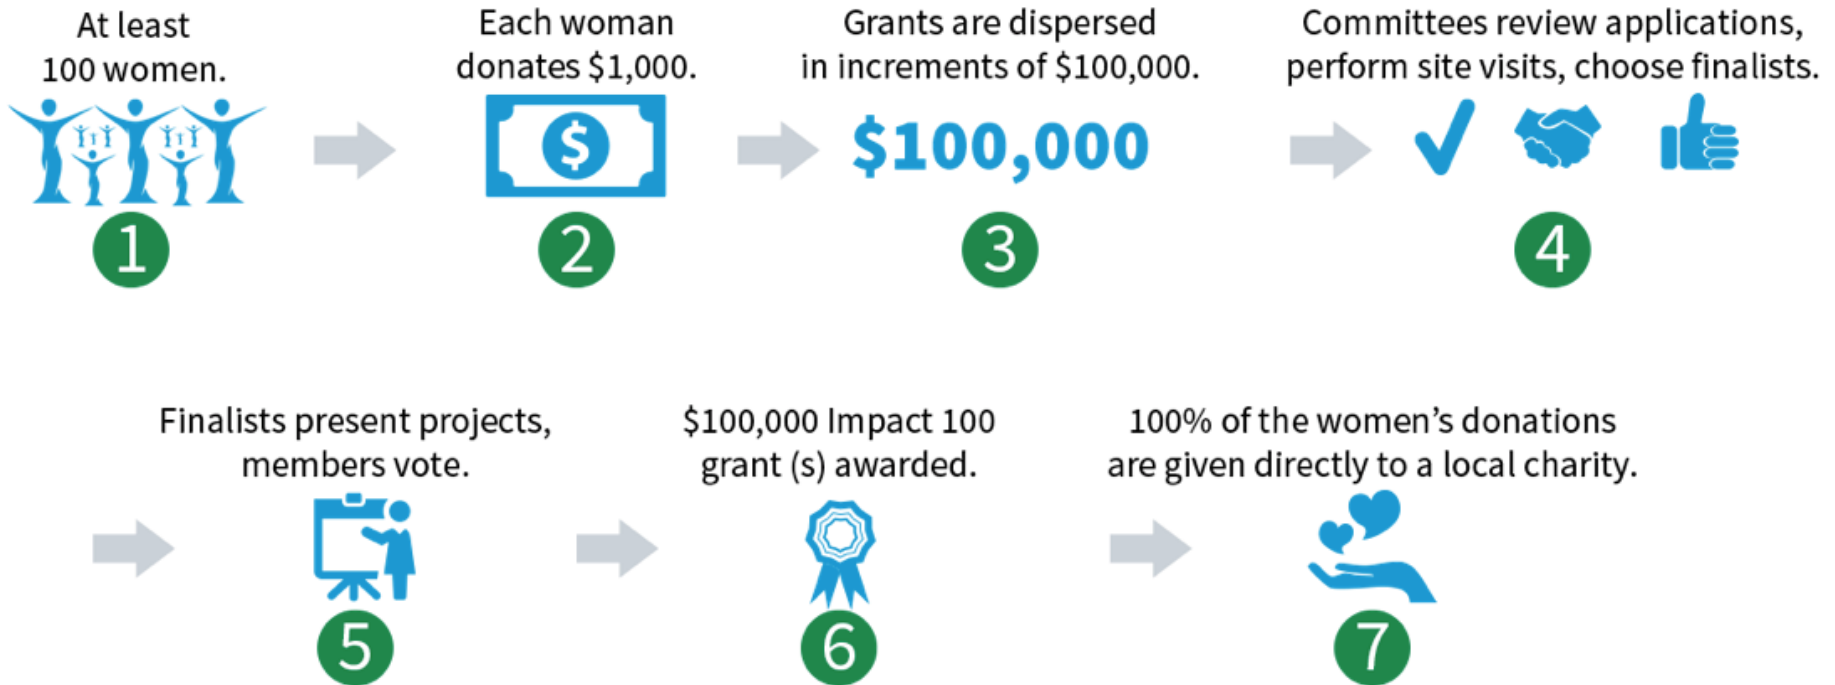 At least
100 women.
Each woman
donates $1,000.
Grants are dispersed
in increments of $100,000.
Committees review applications,
perform site visits, choose finalists.
$
$100,000
1
2
3
4
Finalists present projects,
members vote.
$100,000 Impact 100
grant (s) awarded.
100% of the women’s donations
are given directly to a local charity.
5
6
7